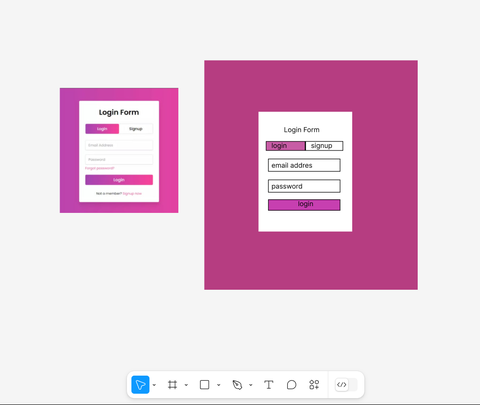 Login Form
Login Signup
Email Address
Password
Forgot password?
Login
Not a member? Signup now
Login Form
login signup
email addres
password
login